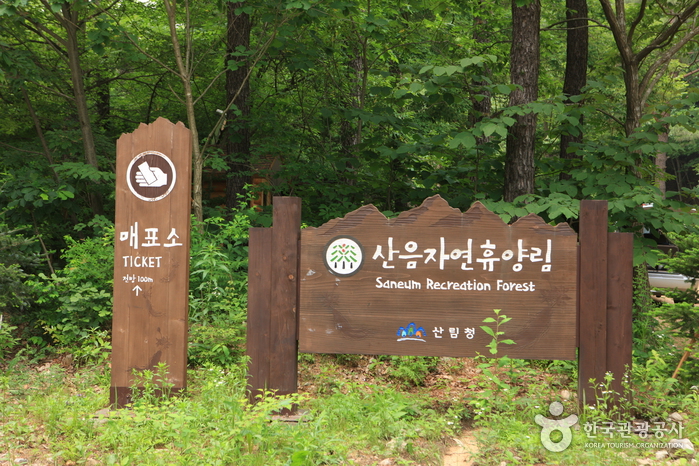 매표소
TICKET
전방 100m
↑
산음자연휴양림
Saneum Recreation Forest
산림청
한국관광공사
KOREA TOURISM ORGANIZATION